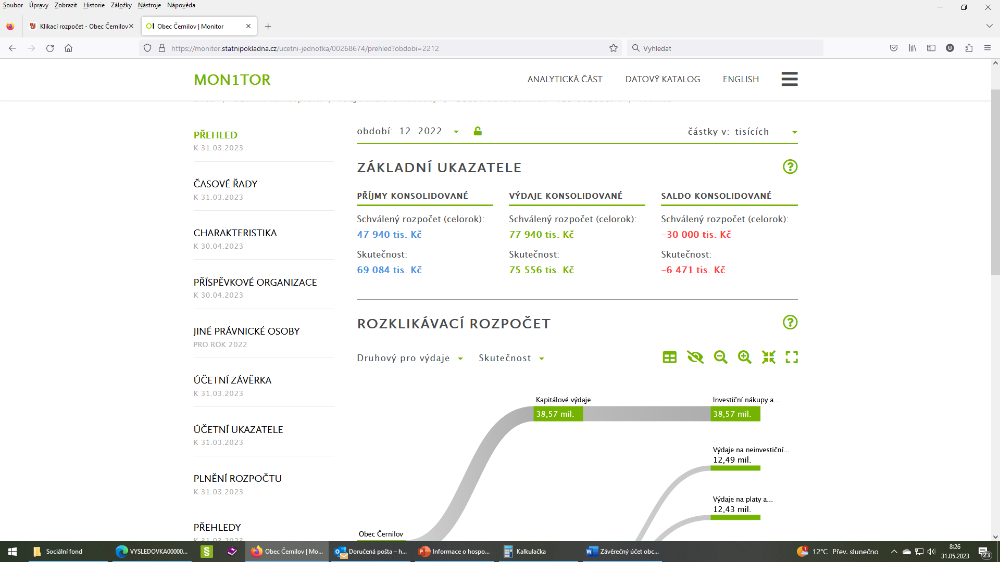 Soubor Úpravy Zobrazit Historie Záložky Nástroje Nápověda
Klikací rozpočet - Obec Černilov
Obec Černilov | Monitor
https://monitor.statnipokladna.cz/ucetni-jednotka/00268674/prehled?obdobi=2212
Vyhledat
MON1TOR
ANALYTICKÁ ČÁST
DATOVÝ KATALOG
ENGLISH
PŘEHLED
K 31.03.2023
ČASOVÉ ŘADY
K 31.03.2023
CHARAKTERISTIKA
K 30.04.2023
PŘÍSPĚVKOVÉ ORGANIZACE
K 30.04.2023
JINÉ PRÁVNICKÉ OSOBY
PRO ROK 2022
ÚČETNÍ ZÁVĚRKA
K 31.03.2023
ÚČETNÍ UKAZATELE
K 31.03.2023
PLNĚNÍ ROZPOČTU
K 31.03.2023
PŘEHLEDY
K 31.03.2023
období: 12. 2022
částky v: tisících
ZÁKLADNÍ UKAZATELE
PŘÍJMY KONSOLIDOVANÉ
Schválený rozpočet (celorok):
47 940 tis. Kč
Skutečnost:
69 084 tis. Kč
VÝDAJE KONSOLIDOVANÉ
Schválený rozpočet (celorok):
77 940 tis. Kč
Skutečnost:
75 556 tis. Kč
SALDO KONSOLIDOVANÉ
Schválený rozpočet (celorok):
-30 000 tis. Kč
Skutečnost:
-6 471 tis. Kč
ROZKLIKÁVACÍ ROZPOČET
Druhový pro výdaje
Skutečnost
Kapitálové výdaje
38,57 mil.
Investiční nákupy a...
38,57 mil.
Výdaje na neinvestiční...
12,49 mil.
Výdaje na platy a...
12,43 mil.
Obec Černilov
Sociální fond
VYSLEDOVKA00000...
Obec Černilov | Mo...
Doručená pošta – h...
Informace o hospo...
Kalkulačka
Závěrečný účet obc...
1
12°C Přev. slunečno
8:26
31.05.2023
23